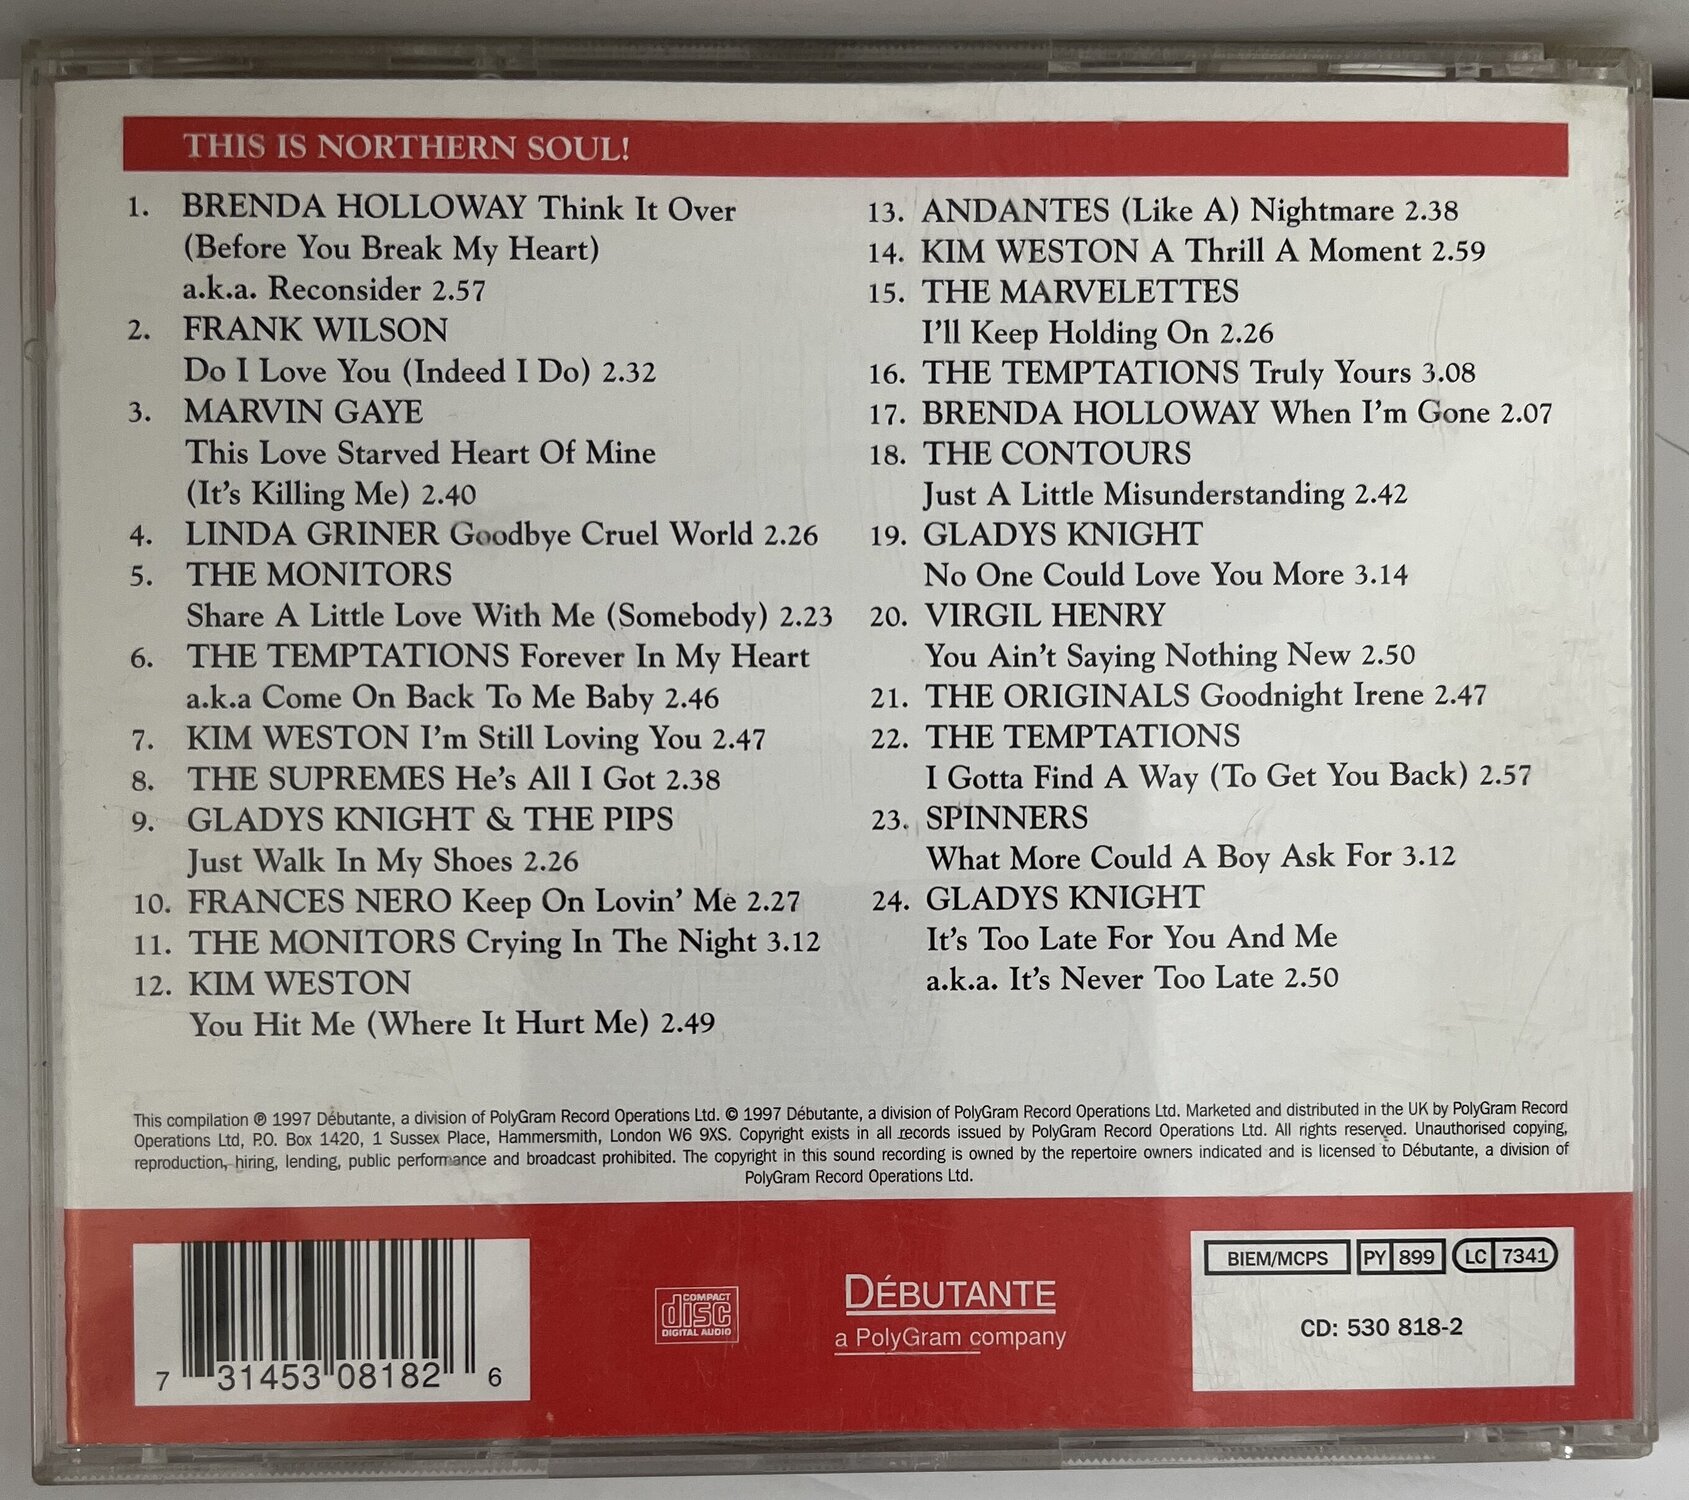 THIS IS NORTHERN SOUL!
1. BRENDA HOLLOWAY Think It Over
(Before You Break My Heart)
a.k.a. Reconsider 2.57
2. FRANK WILSON
Do I Love You (Indeed I Do) 2.32
3. MARVIN GAYE
This Love Starved Heart Of Mine
(It's Killing Me) 2.40
4. LINDA GRINER Goodbye Cruel World 2.26
5. THE MONITORS
Share A Little Love With Me (Somebody) 2.23
6. THE TEMPTATIONS Forever In My Heart
a.k.a Come On Back To Me Baby 2.46
7. KIM WESTON I'm Still Loving You 2.47
8. THE SUPREMES He's All I Got 2.38
9. GLADYS KNIGHT & THE PIPS
Just Walk In My Shoes 2.26
10. FRANCES NERO Keep On Lovin' Me 2.27
11. THE MONITORS Crying In The Night 3.12
12. KIM WESTON
You Hit Me (Where It Hurt Me) 2.49
13. ANDANTES (Like A) Nightmare 2.38
14. KIM WESTON A Thrill A Moment 2.59
15. THE MARVELETTES
I'll Keep Holding On 2.26
16. THE TEMPTATIONS Truly Yours 3.08
17. BRENDA HOLLOWAY When I'm Gone 2.07
18. THE CONTOURS
Just A Little Misunderstanding 2.42
19. GLADYS KNIGHT
No One Could Love You More 3.14
20. VIRGIL HENRY
You Ain't Saying Nothing New 2.50
21. THE ORIGINALS Goodnight Irene 2.47
22. THE TEMPTATIONS
I Gotta Find A Way (To Get You Back) 2.57
23. SPINNERS
What More Could A Boy Ask For 3.12
24. GLADYS KNIGHT
It's Too Late For You And Me
a.k.a. It's Never Too Late 2.50
This compilation ℗ 1997 Débutante, a division of PolyGram Record Operations Ltd. © 1997 Débutante, a division of PolyGram Record Operations Ltd. Marketed and distributed in the UK by PolyGram Record
Operations Ltd, P.O. Box 1420, 1 Sussex Place, Hammersmith, London W6 9XS. Copyright exists in all records issued by PolyGram Record Operations Ltd. All rights reserved. Unauthorised copying,
reproduction, hiring, lending, public performance and broadcast prohibited. The copyright in this sound recording is owned by the repertoire owners indicated and is licensed to Débutante, a division of
PolyGram Record Operations Ltd.
7 31453 08182 6
COMPACT
disc
DIGITAL AUDIO
DÉBUTANTE
a PolyGram company
BIEM/MCPS PY 899 LC 7341
CD: 530 818-2